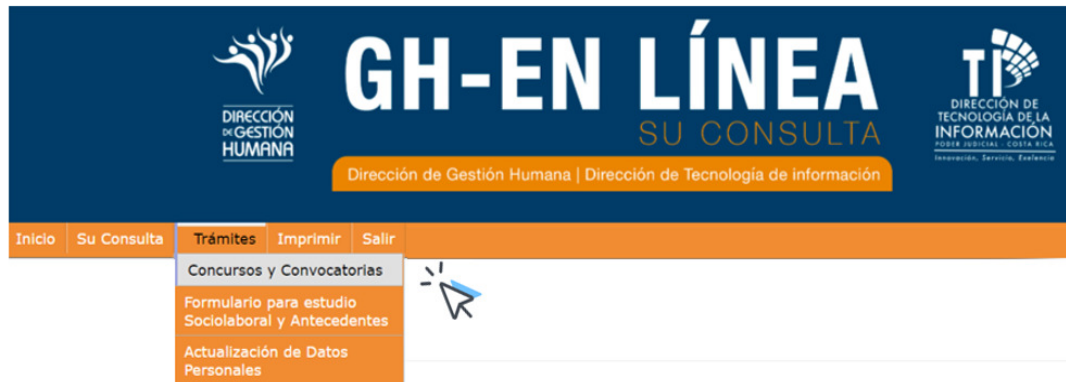 DIRECCIÓN
DE GESTIÓN
HUMANA
GH-EN LÍNEA
SU CONSULTA
Dirección de Gestión Humana | Dirección de Tecnología de información
TI
DIRECCIÓN DE
TECNOLOGÍA DE LA
INFORMACIÓN
PODER JUDICIAL - COSTA RICA
Innovación, Servicio, Exelencia
Inicio Su Consulta Trámites Imprimir Salir
Concursos y Convocatorias
Formulario para estudio
Sociolaboral y Antecedentes
Actualización de Datos
Personales